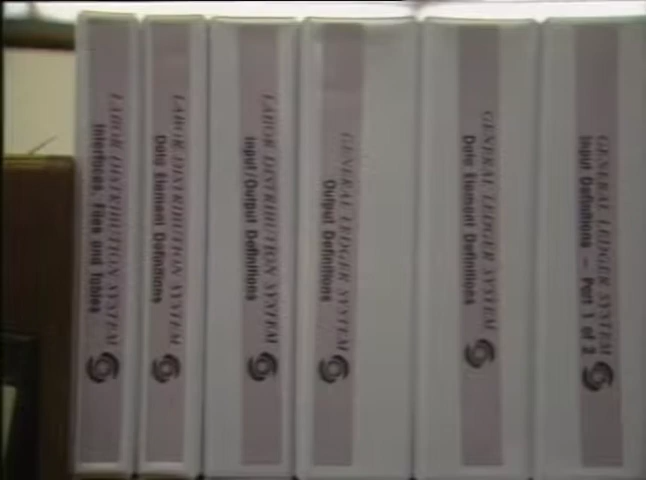 LABOR DISTRIBUTION SYSTEM
Interfaces, Files and Tables
LABOR DISTRIBUTION SYSTEM
Data Element Definitions
LABOR DISTRIBUTION SYSTEM
Input/Output Definitions
GENERAL LEDGER SYSTEM
Output Definitions
GENERAL LEDGER SYSTEM
Data Element Definitions
GENERAL LEDGER SYSTEM
Input Definitions — Part 1 of 2